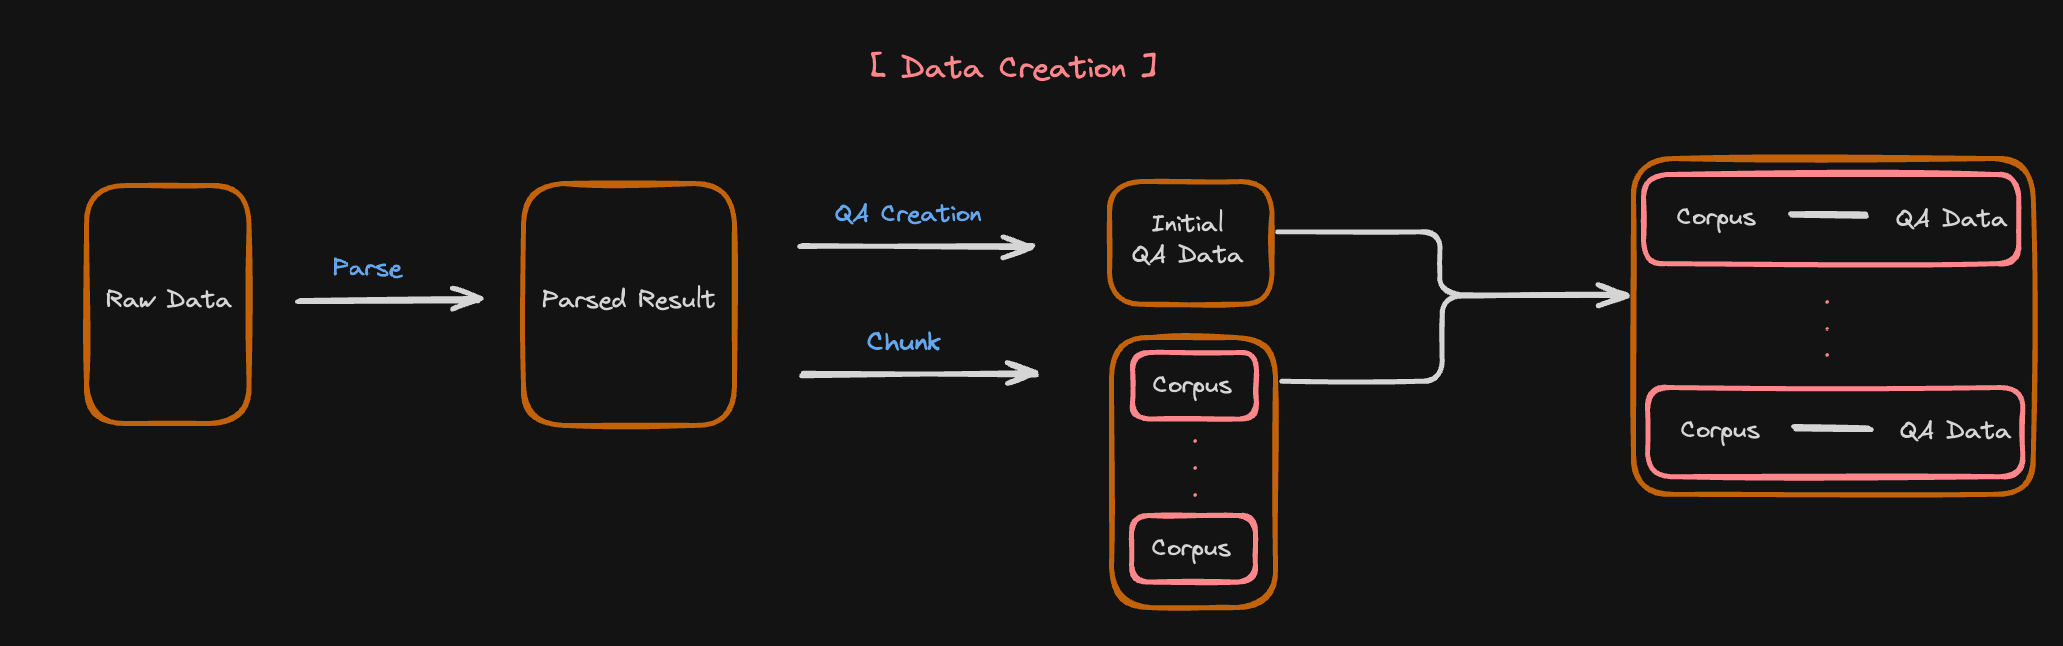 [ Data Creation ]
Raw Data
Parse
Parsed Result
QA Creation
Chunk
Initial
QA Data
Corpus
Corpus
Corpus QA Data
Corpus QA Data